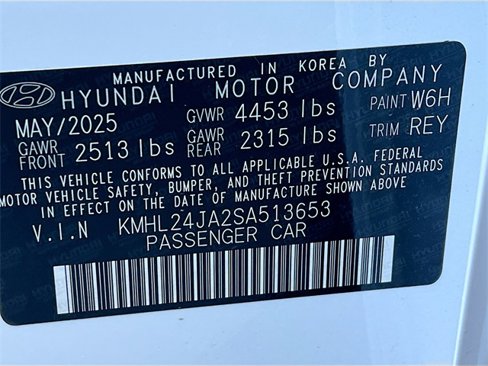 MANUFACTURED IN KOREA BY
HYUNDAI MOTOR COMPANY
MAY/2025 GVWR 4453 lbs PAINT W6H
GAWR FRONT 2513 lbs GAWR REAR 2315 lbs TRIM REY
THIS VEHICLE CONFORMS TO ALL APPLICABLE U.S.A. FEDERAL
MOTOR VEHICLE SAFETY, BUMPER, AND THEFT PREVENTION STANDARDS
IN EFFECT ON THE DATE OF MANUFACTURE SHOWN ABOVE.
V.I.N KMHL24JA2SA513653
PASSENGER CAR